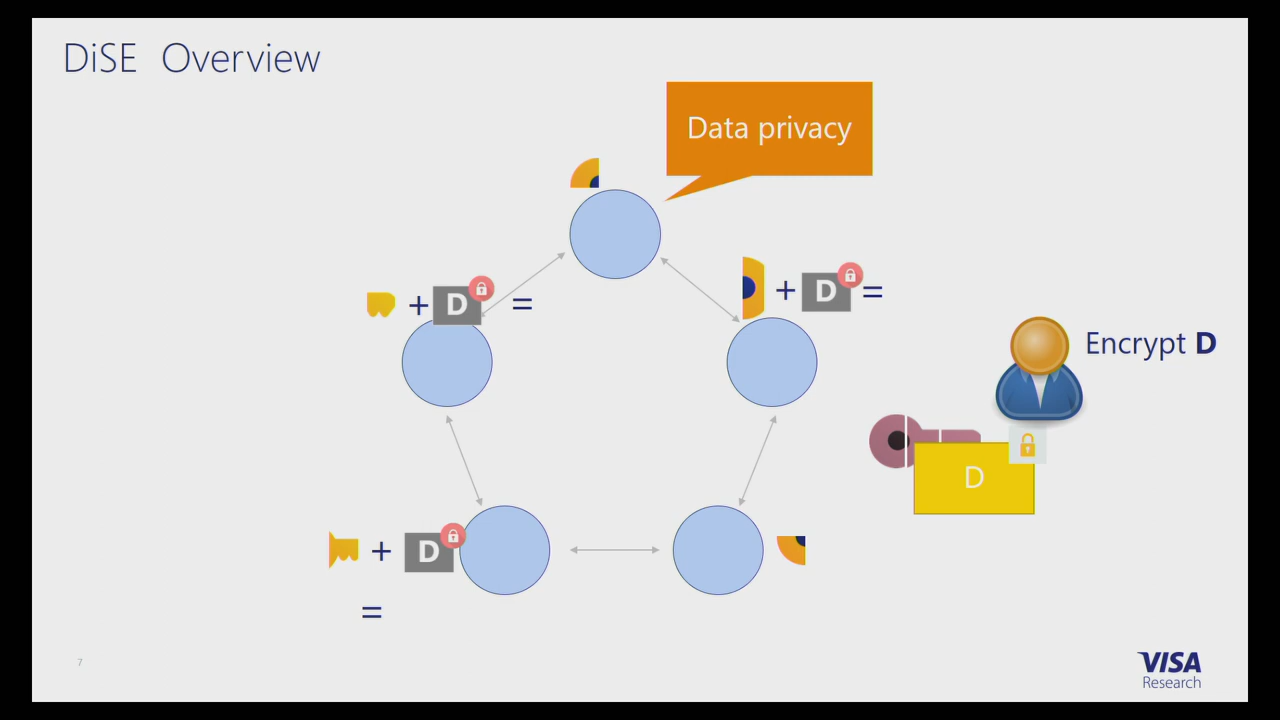 DiSE Overview
Data privacy
+ D =
+ D =
Encrypt D
D
+ D
=
7
VISA
Research